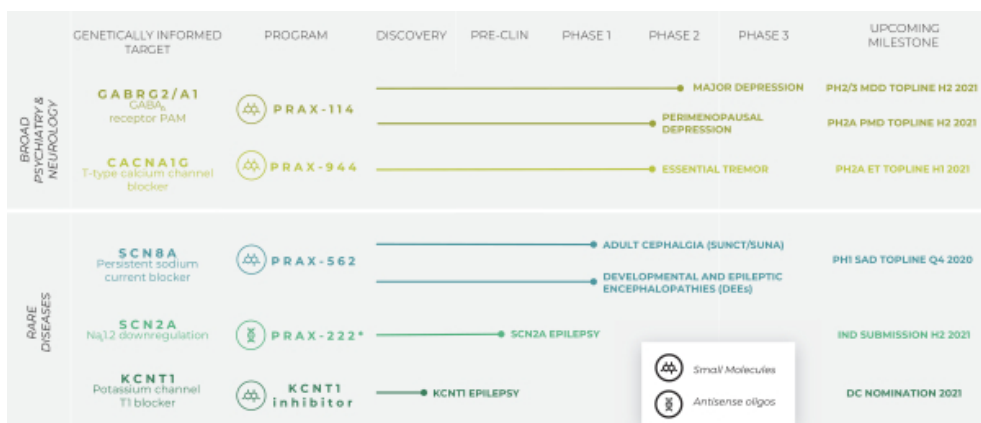 GENETICALLY INFORMED
TARGET
PROGRAM
DISCOVERY
PRE-CLIN
PHASE 1
PHASE 2
PHASE 3
UPCOMING
MILESTONE
BROAD
PSYCHIATRY &
NEUROLOGY
GABRG2/A1
GABAA
receptor PAM
PRAX-114
MAJOR DEPRESSION
PH2/3 MDD TOPLINE H2 2021
PERIMENOPAUSAL
DEPRESSION
PH2A PMD TOPLINE H2 2021
CACNA1G
T-type calcium channel
blocker
PRAX-944
ESSENTIAL TREMOR
PH2A ET TOPLINE H1 2021
RARE
DISEASES
SCN8A
Persistent sodium
current blocker
PRAX-562
ADULT CEPHALGIA (SUNCT/SUNA)
DEVELOPMENTAL AND EPILEPTIC
ENCEPHALOPATHIES (DEEs)
PH1 SAD TOPLINE Q4 2020
SCN2A
Nav1.2 downregulation
PRAX-222*
SCN2A EPILEPSY
IND SUBMISSION H2 2021
KCNT1
Potassium channel
T1 blocker
KCNT1
inhibitor
KCNT1 EPILEPSY
DC NOMINATION 2021
Small Molecules
Antisense oligos